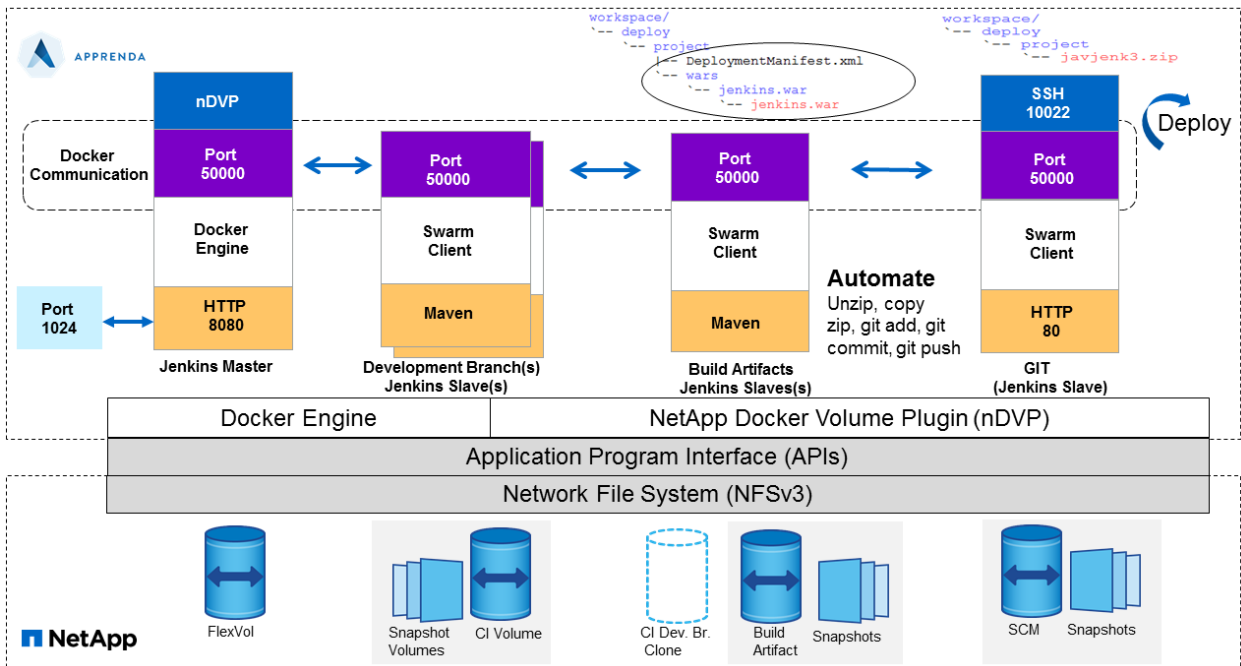 APPRENDA
workspace/
`-- deploy
`-- project
|-- DeploymentManifest.xml
`-- wars
`-- jenkins.war
`-- jenkins.war
workspace/
`-- deploy
`-- project
`-- javjenk3.zip
Deploy
Docker
Communication
nDVP
Port
50000
Docker
Engine
HTTP
8080
Jenkins Master
Port
1024
Port
50000
Swarm
Client
Maven
Development Branch(s)
Jenkins Slave(s)
Port
50000
Swarm
Client
Maven
Build Artifacts
Jenkins Slaves(s)
Automate
Unzip, copy
zip, git add, git
commit, git push
SSH
10022
Port
50000
Swarm
Client
HTTP
80
GIT
(Jenkins Slave)
Docker Engine
NetApp Docker Volume Plugin (nDVP)
Application Program Interface (APIs)
Network File System (NFSv3)
FlexVol
Snapshot
Volumes
CI Volume
CI Dev. Br.
Clone
Build
Artifact
Snapshots
SCM
Snapshots
NetApp